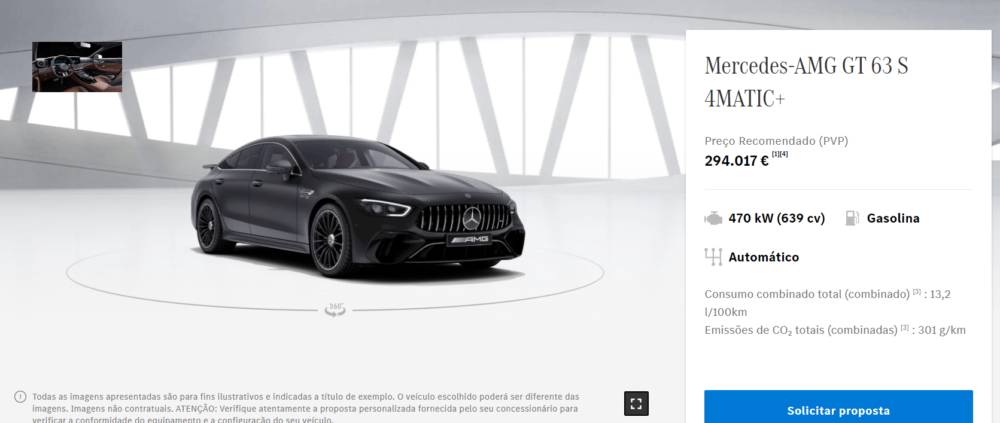 Mercedes-AMG GT 63 S
4MATIC+
Preço Recomendado (PVP)
294.017 € [1][4]
470 kW (639 cv)
Gasolina
Automático
Consumo combinado total (combinado) [3] : 13,2
l/100km
Emissões de CO₂ totais (combinadas) [3] : 301 g/km
Solicitar proposta
AMG
360°
Todas as imagens apresentadas são para fins ilustrativos e indicadas a título de exemplo. O veículo escolhido poderá ser diferente das
imagens. Imagens não contratuais. ATENÇÃO: Verifique atentamente a proposta personalizada fornecida pelo seu concessionário para
verificar a conformidade do equipamento e a configuração do seu veículo.